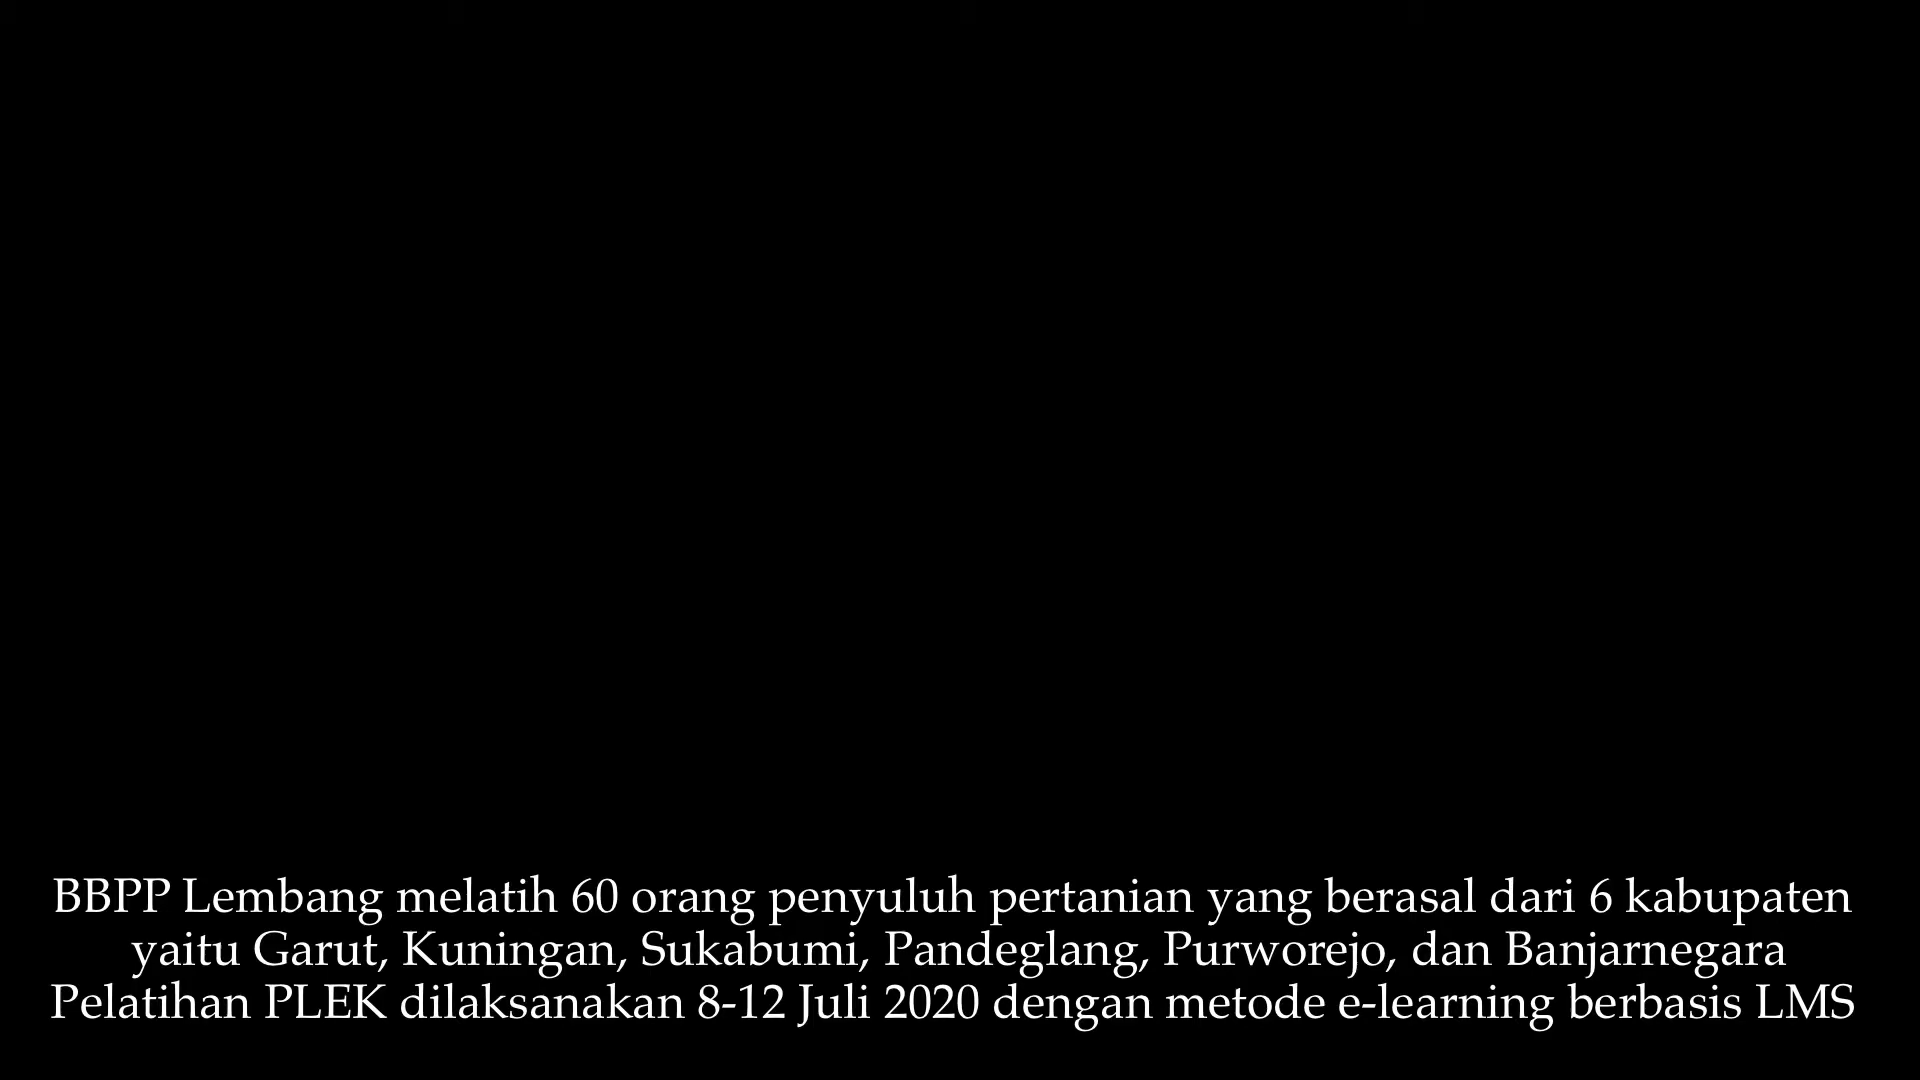 BBPP Lembang melatih 60 orang penyuluh pertanian yang berasal dari 6 kabupaten
yaitu Garut, Kuningan, Sukabumi, Pandeglang, Purworejo, dan Banjarnegara
Pelatihan PLEK dilaksanakan 8-12 Juli 2020 dengan metode e-learning berbasis LMS